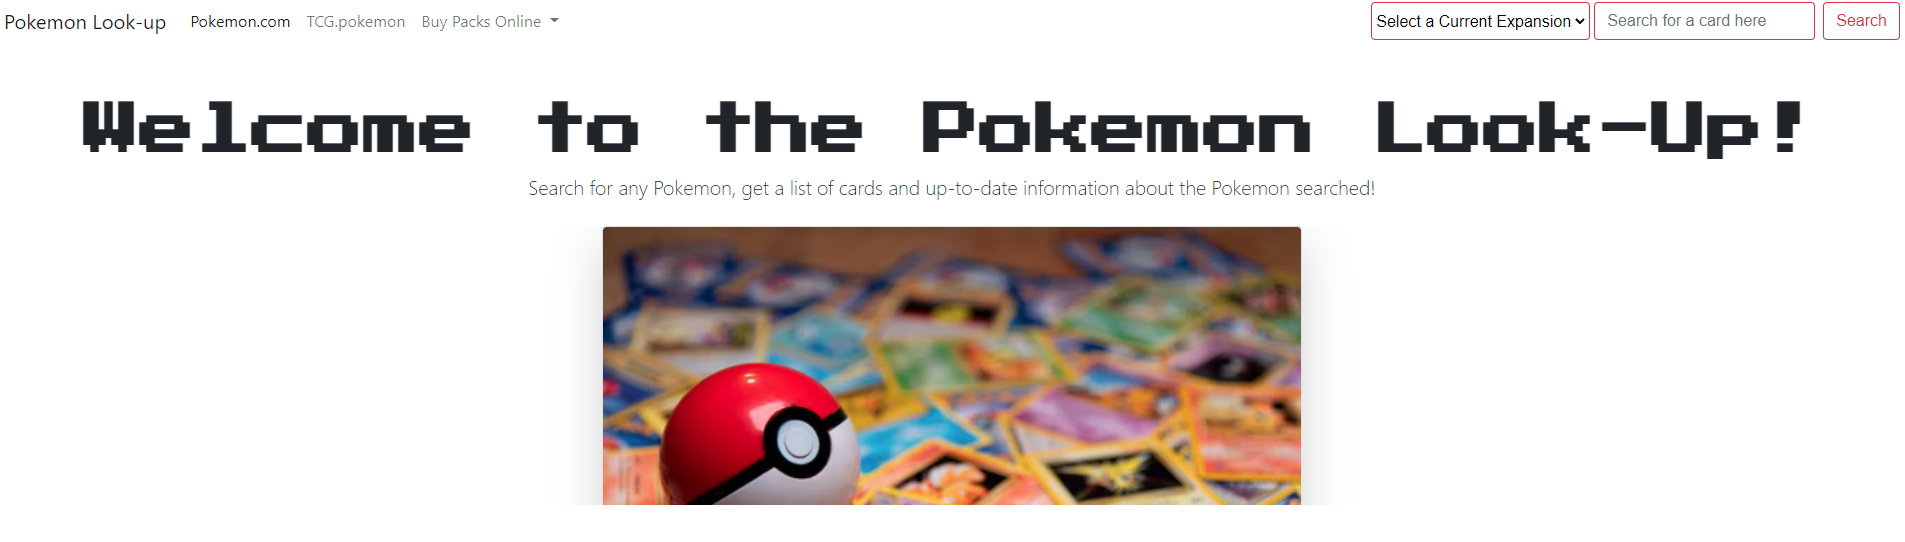 Pokemon Look-up Pokemon.com TCG.pokemon Buy Packs Online Select a Current Expansion Search for a card here Search
Welcome to the Pokemon Look-Up!
Search for any Pokemon, get a list of cards and up-to-date information about the Pokemon searched!